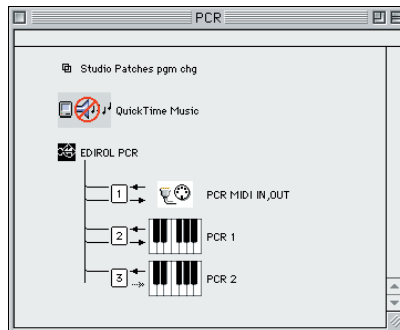 PCR
Studio Patches pgm chg
QuickTime Music
EDIROL PCR
1 PCR MIDI IN,OUT
2 PCR 1
3 PCR 2